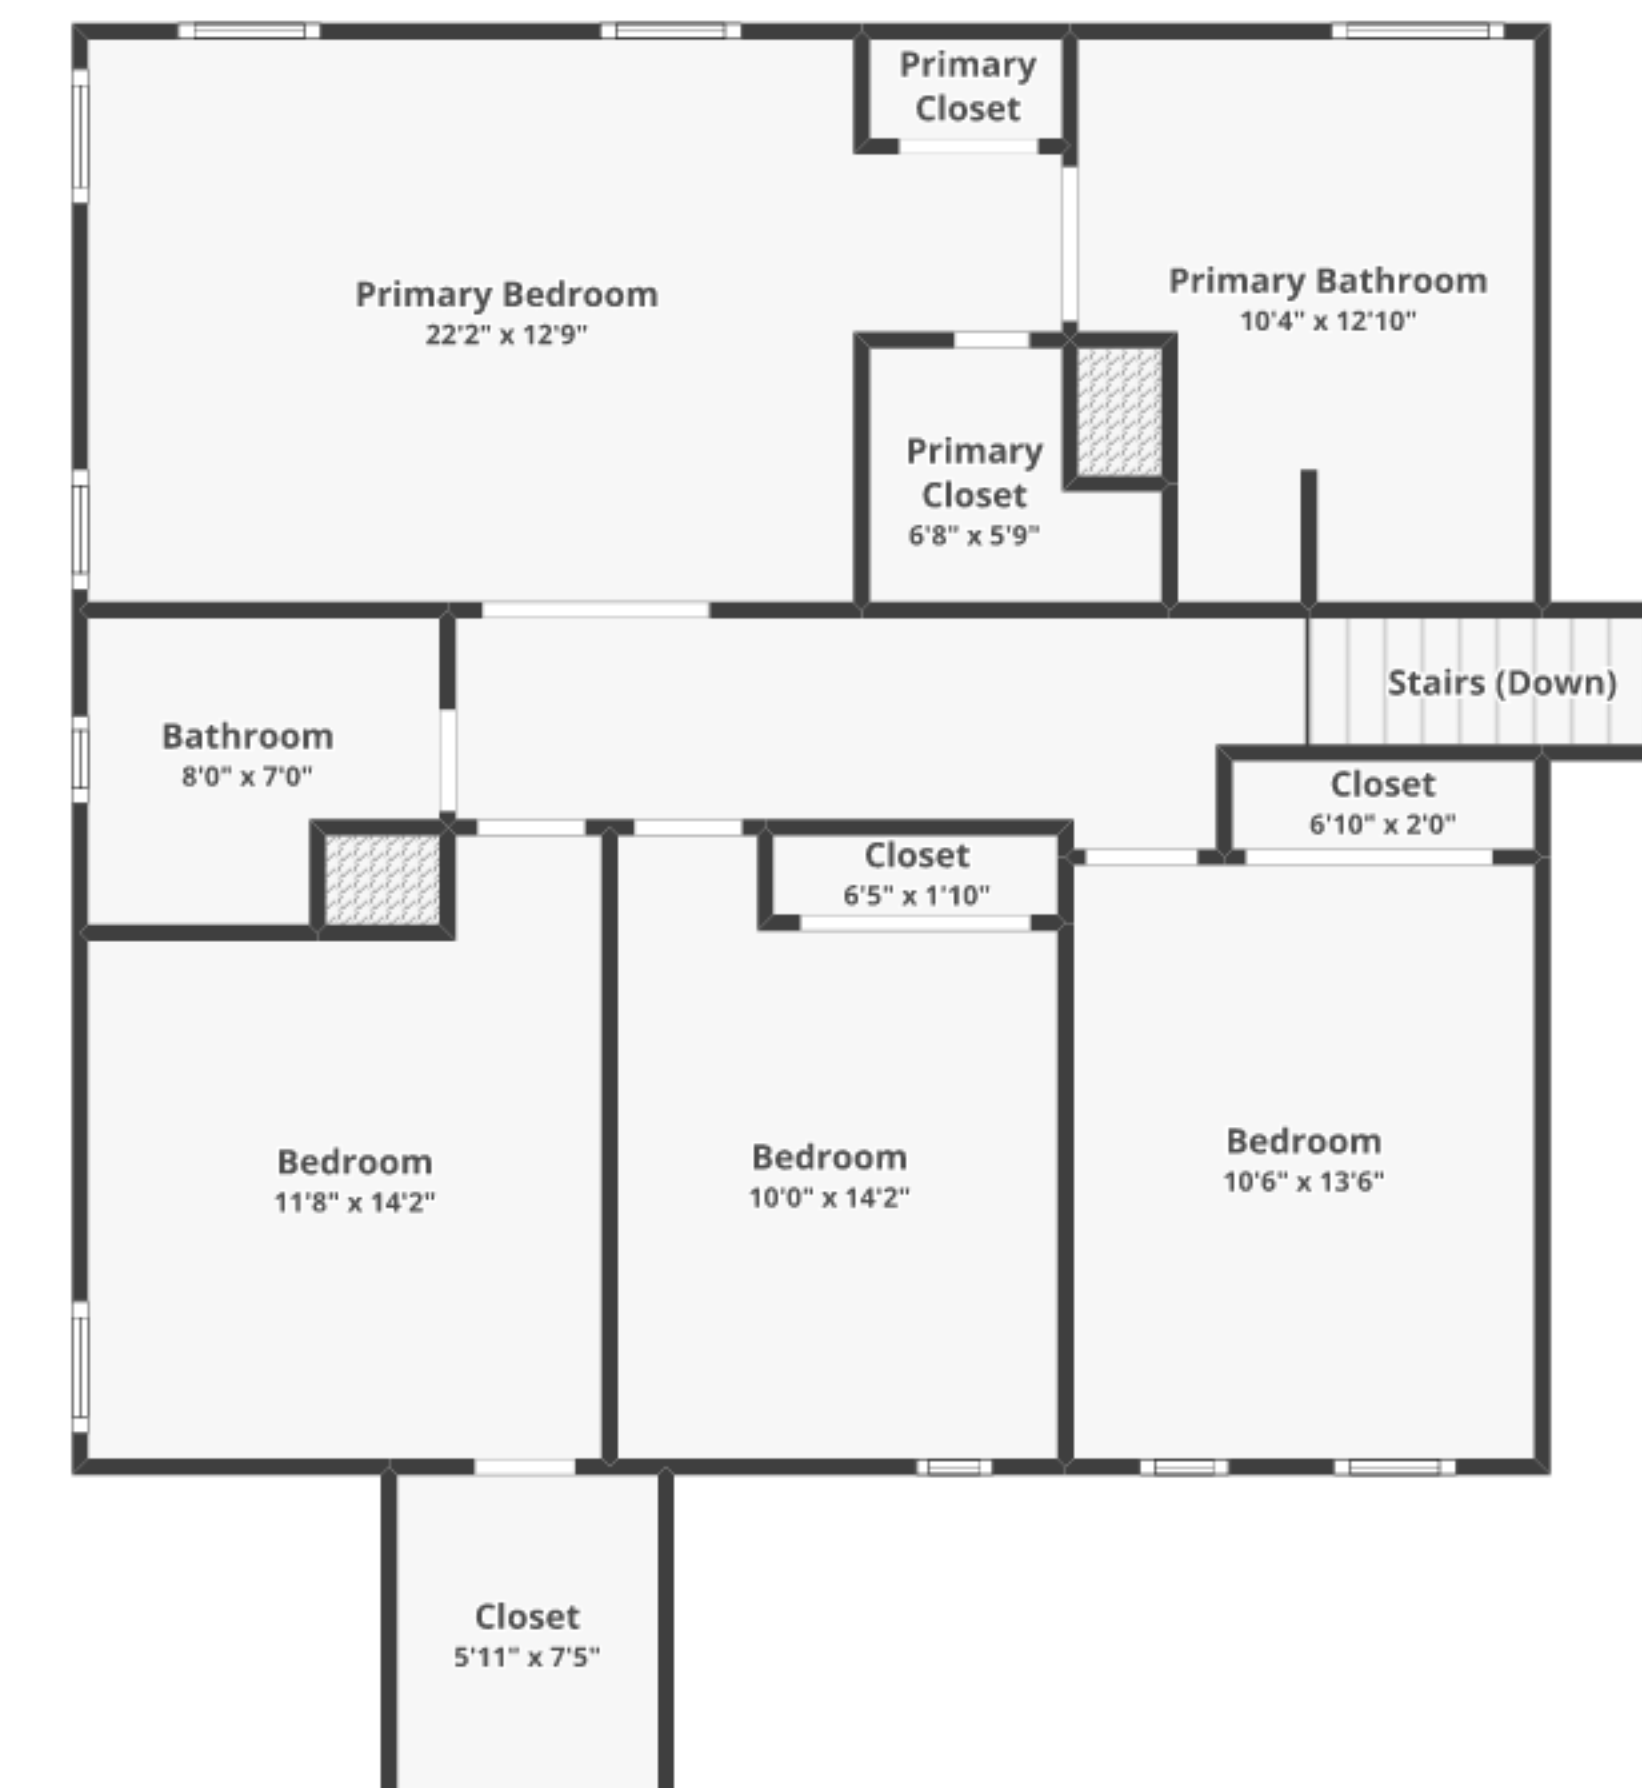 Primary
Closet
Primary Bedroom
22'2" x 12'9"
Primary Bathroom
10'4" x 12'10"
Primary
Closet
6'8" x 5'9"
Stairs (Down)
Bathroom
8'0" x 7'0"
Closet
6'10" x 2'0"
Closet
6'5" x 1'10"
Bedroom
11'8" x 14'2"
Bedroom
10'0" x 14'2"
Bedroom
10'6" x 13'6"
Closet
5'11" x 7'5"